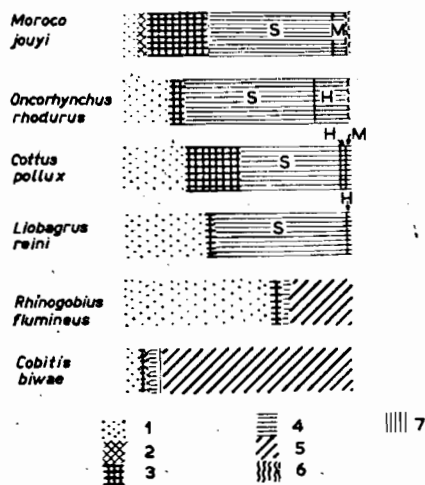 Moroco
jouyi
S M
Oncorhynchus
rhodurus
S H
H M
Cottus
pollux
S
H
Liobagrus
reini
S
Rhinogobius
flumineus
Cobitis
biwae
1 4 7
2 5
3 6